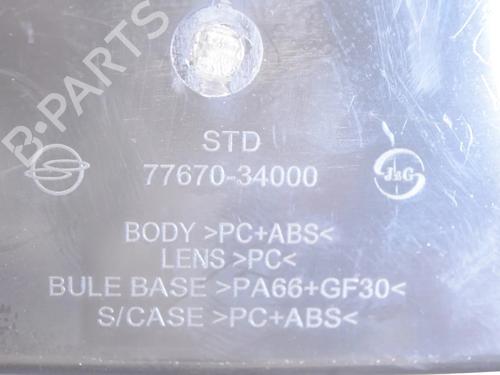 B-PARTS
STD
77670-34000
J&G
BODY >PC+ABS<
LENS >PC<
BULE BASE >PA66+GF30<
S/CASE >PC+ABS<